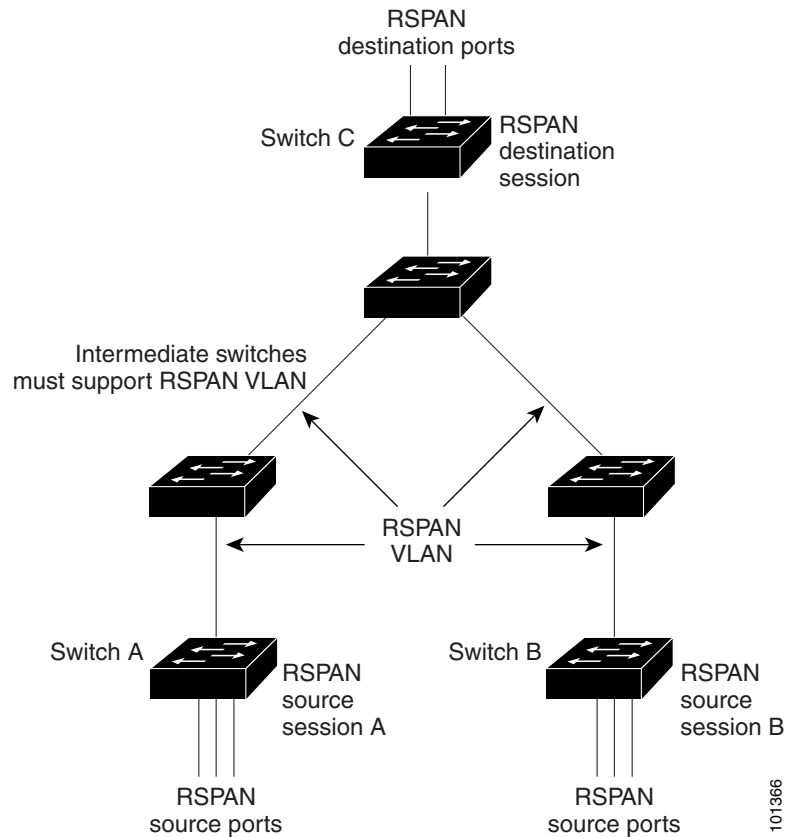 RSPAN
destination ports
Switch C
RSPAN
destination
session
Intermediate switches
must support RSPAN VLAN
RSPAN
VLAN
Switch A
RSPAN
source
session A
Switch B
RSPAN
source
session B
RSPAN
source ports
RSPAN
source ports
101366